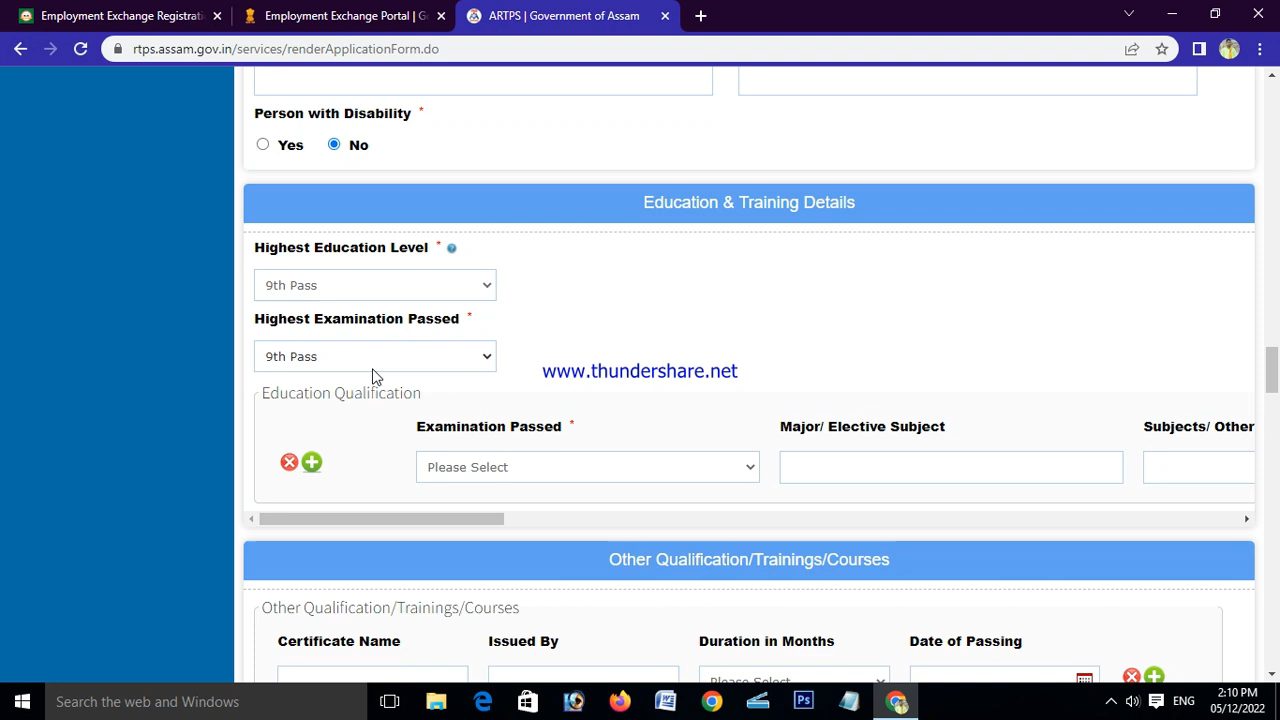 Employment Exchange Registrati
Employment Exchange Portal | G
ARTPS | Government of Assam
rtps.assam.gov.in/services/renderApplicationForm.do
Person with Disability *
Yes No
Education & Training Details
Highest Education Level *
9th Pass
Highest Examination Passed *
9th Pass
www.thundershare.net
Education Qualification
Examination Passed * Major/ Elective Subject Subjects/ Other
Please Select
Other Qualification/Trainings/Courses
Other Qualification/Trainings/Courses
Certificate Name Issued By Duration in Months Date of Passing
Please Select
Search the web and Windows
ENG
2:10 PM
05/12/2022